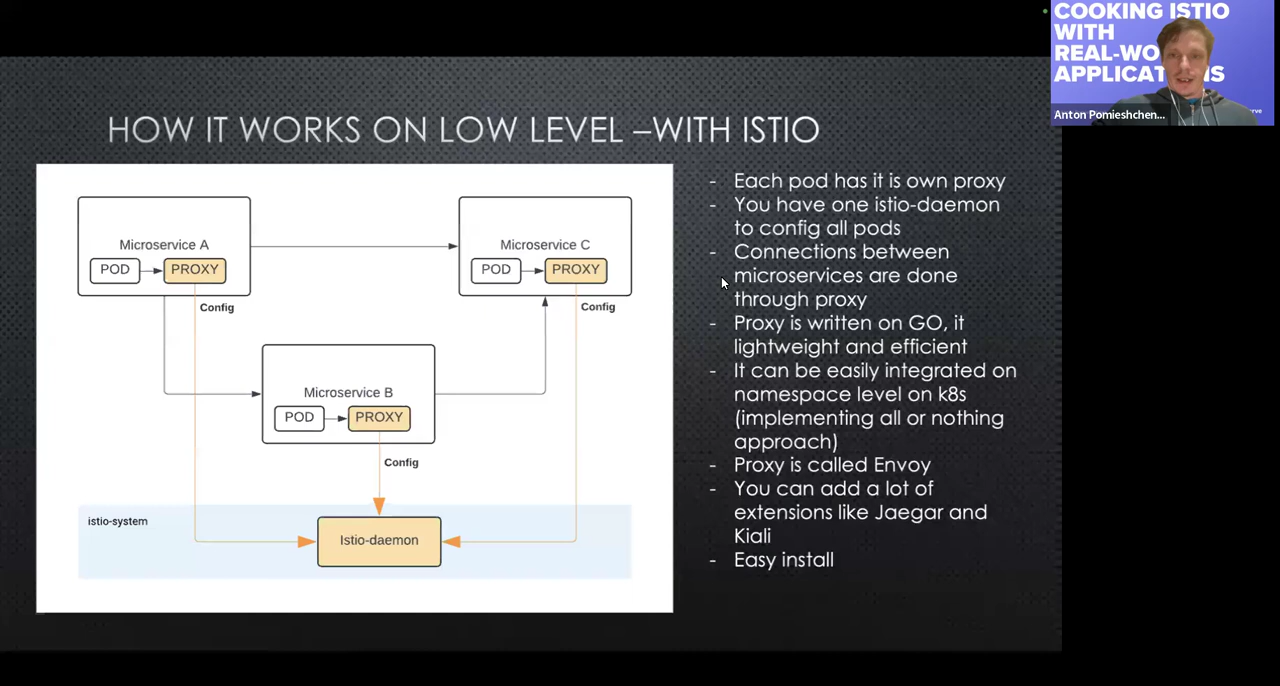 COOKING ISTIO
WITH
REAL-WO
APPLICAT NS
Anton Pomieshchen...
HOW IT WORKS ON LOW LEVEL –WITH ISTIO
Microservice A
POD
PROXY
Config
Microservice C
POD
PROXY
Config
Microservice B
POD
PROXY
Config
istio-system
Istio-daemon
- Each pod has it is own proxy
- You have one istio-daemon
to config all pods
- Connections between
microservices are done
through proxy
- Proxy is written on GO, it
lightweight and efficient
- It can be easily integrated on
namespace level on k8s
(implementing all or nothing
approach)
- Proxy is called Envoy
- You can add a lot of
extensions like Jaegar and
Kiali
- Easy install